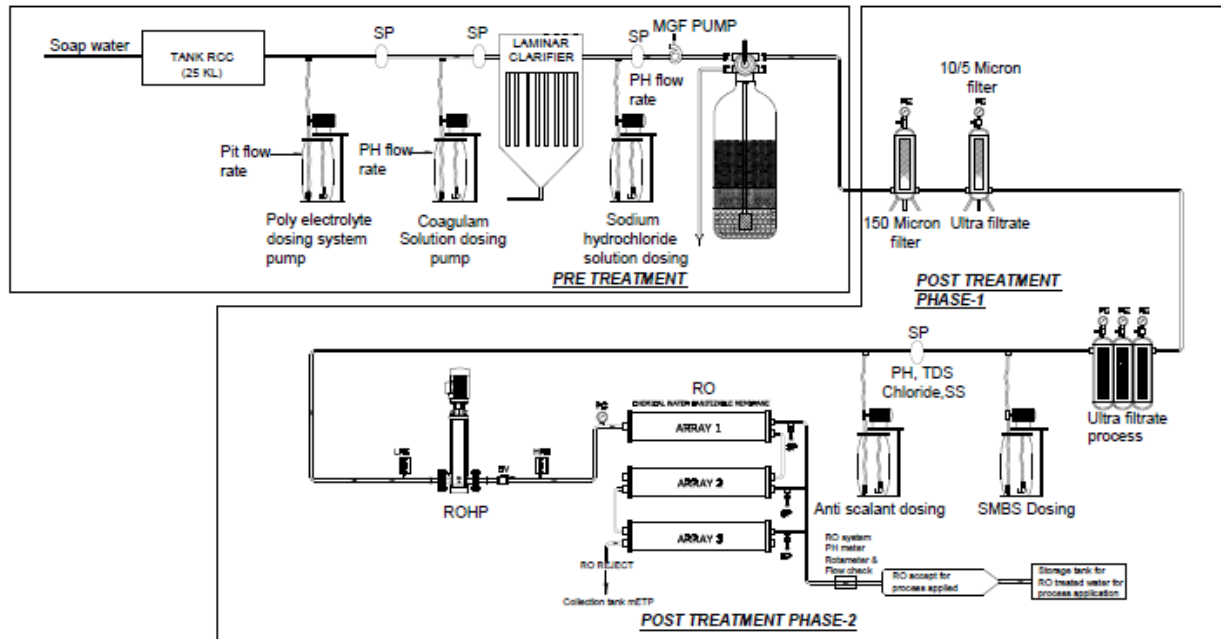 Soap water
TANK RCC
(25 KL)
SP
SP
LAMINAR
CLARIFIER
SP
MGF PUMP
PH flow
rate
Pit flow
rate
PH flow
rate
Poly electrolyte
dosing system
pump
Coagulam
Solution dosing
pump
Sodium
hydrochloride
solution dosing
PRE TREATMENT
10/5 Micron
filter
150 Micron
filter
Ultra filtrate
POST TREATMENT
PHASE-1
SP
PH, TDS
Chloride,SS
Ultra filtrate
process
Anti scalant dosing
SMBS Dosing
RO
ARRAY 1
ARRAY 2
ARRAY 3
ROHP
RO REJECT
Collection tank mETP
RO system
PH meter
Rotameter &
Flow check
RO accept for
process applied
Storage tank for
RO treated water for
process application
POST TREATMENT PHASE-2